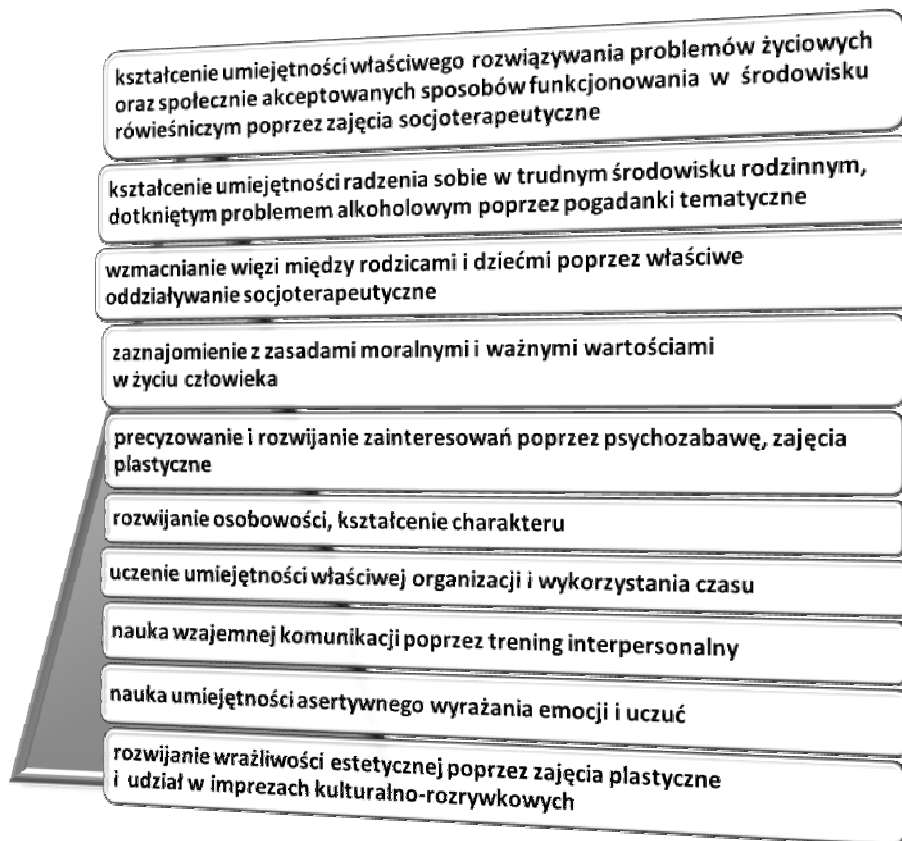 kształcenie umiejętności właściwego rozwiązywania problemów życiowych
oraz społecznie akceptowanych sposobów funkcjonowania w środowisku
rówieśniczym poprzez zajęcia socjoterapeutyczne
kształcenie umiejętności radzenia sobie w trudnym środowisku rodzinnym,
dotkniętym problemem alkoholowym poprzez pogadanki tematyczne
wzmacnianie więzi między rodzicami i dziećmi poprzez właściwe
oddziaływanie socjoterapeutyczne
zaznajomienie z zasadami moralnymi i ważnymi wartościami
w życiu człowieka
precyzowanie i rozwijanie zainteresowań poprzez psychozabawę, zajęcia
plastyczne
rozwijanie osobowości, kształcenie charakteru
uczenie umiejętności właściwej organizacji i wykorzystania czasu
nauka wzajemnej komunikacji poprzez trening interpersonalny
nauka umiejętności asertywnego wyrażania emocji i uczuć
rozwijanie wrażliwości estetycznej poprzez zajęcia plastyczne
i udział w imprezach kulturalno-rozrywkowych